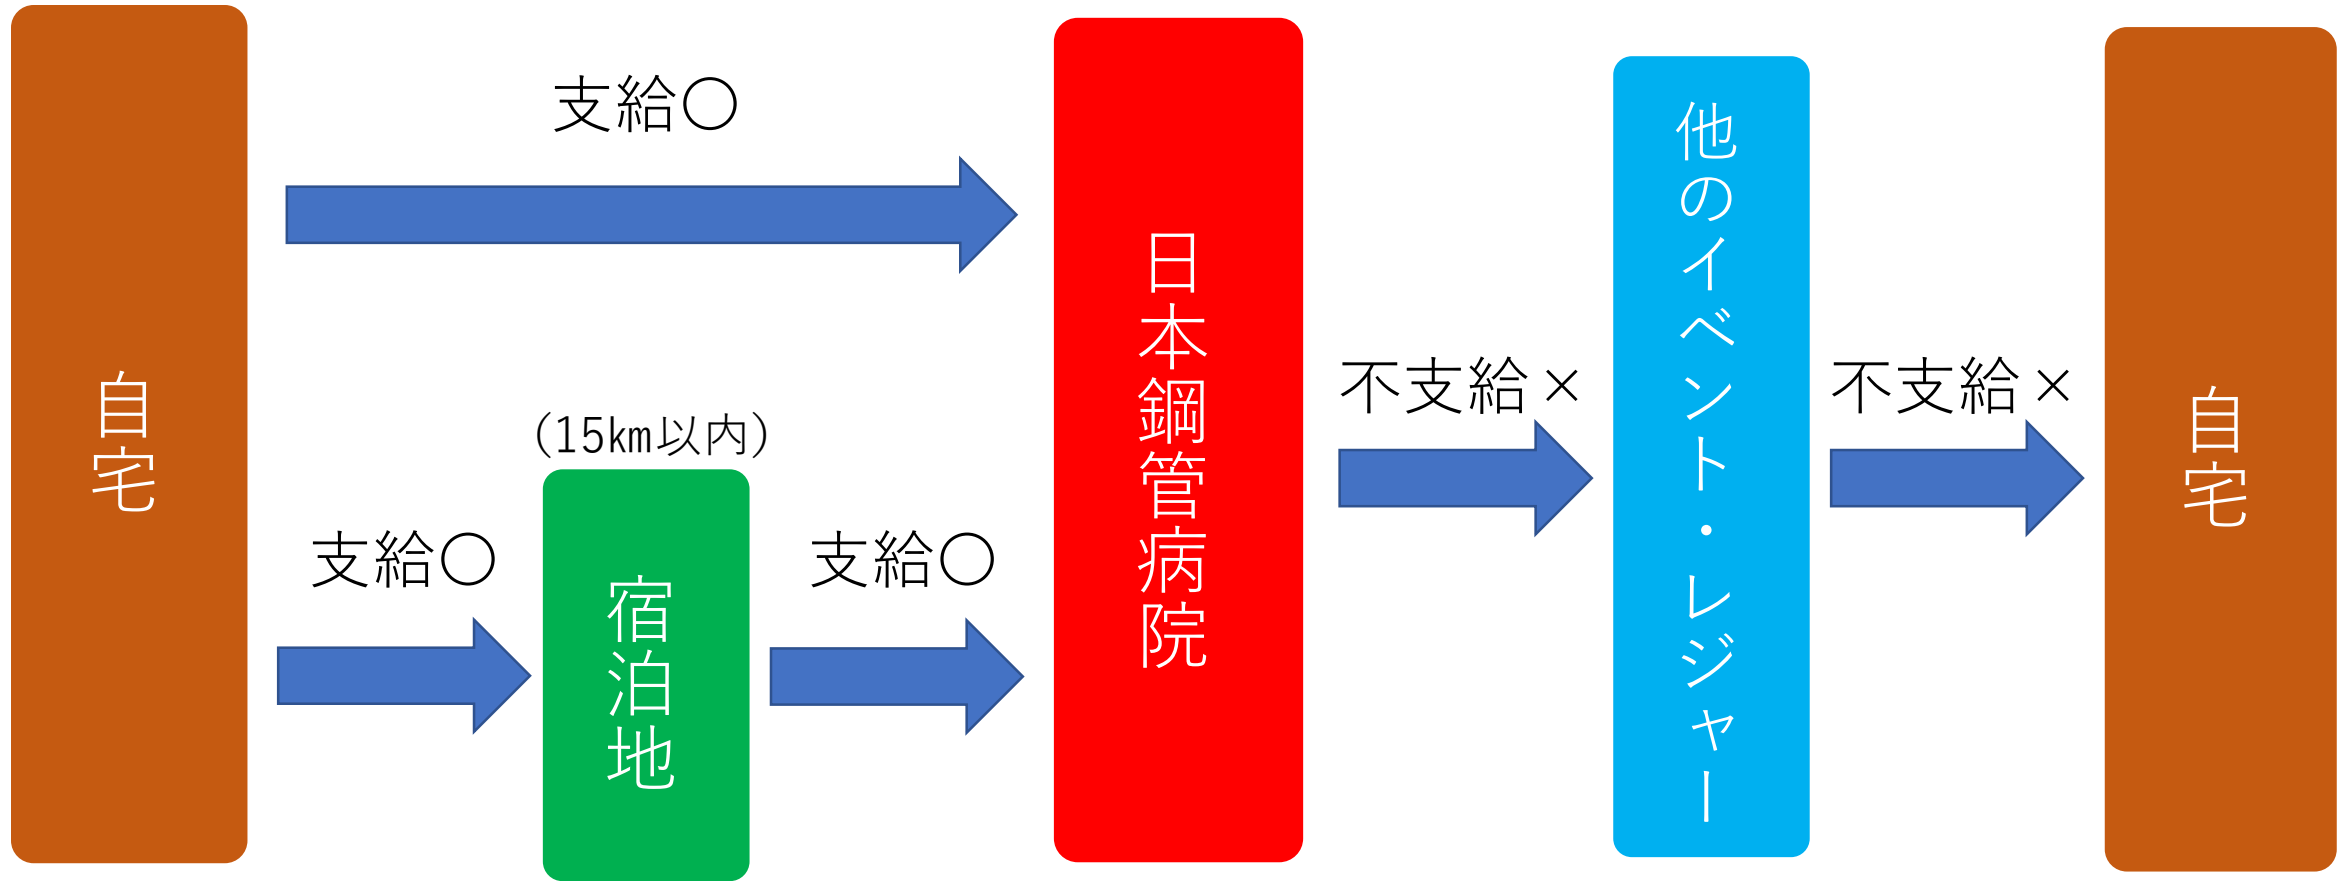 自宅
支給〇
支給〇
(15km以内)
宿泊地
支給〇
日本鋼管病院
不支給×
他のイベント・レジャー
不支給×
自宅